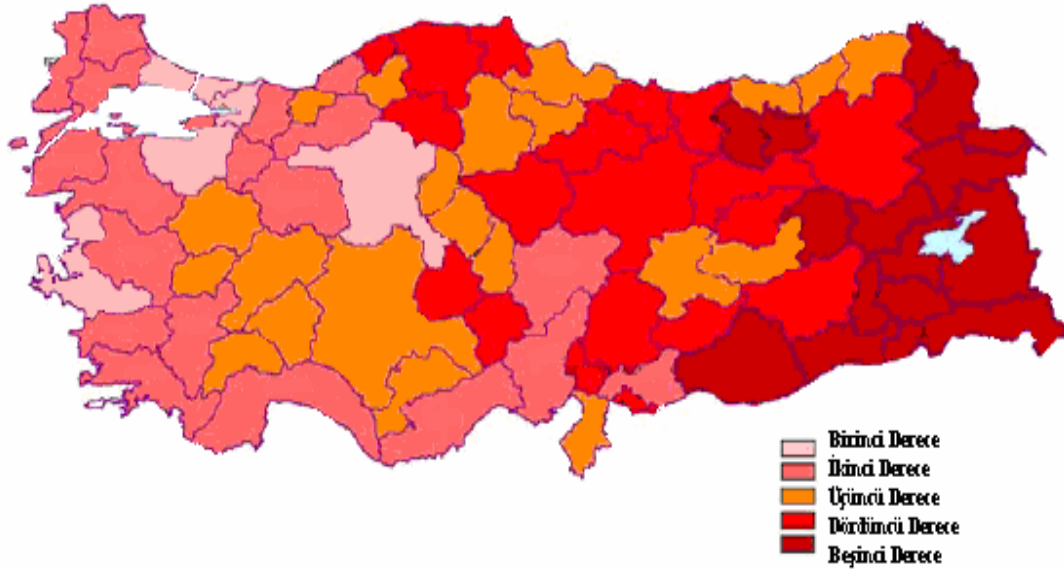 Birinci Derece
İkinci Derece
Üçüncü Derece
Dördüncü Derece
Beşinci Derece